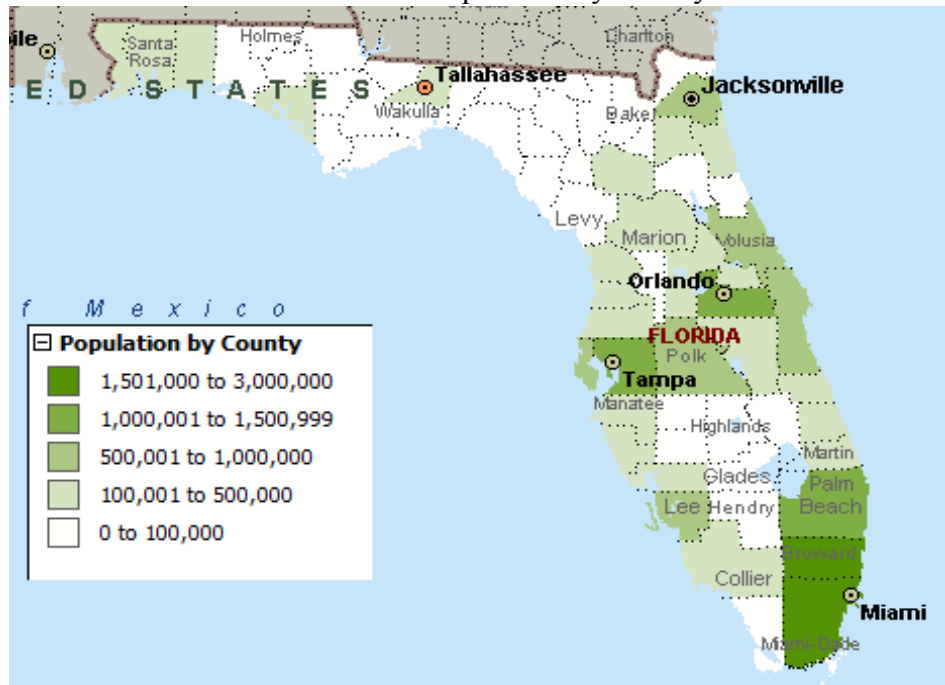 Santa
Rosa
Holmes
Charlton
ile
Tallahassee
E D S T A T E S
Wakulla
Baker
Jacksonville
Levy
Marion
Volusia
Orlando
f M e x i c o
FLORIDA
Polk
Tampa
Manatee
Highlands
Martin
Glades
Palm
Beach
Lee
Hendry
Broward
Collier
Miami
Miami-Dade
Population by County
1,501,000 to 3,000,000
1,000,001 to 1,500,999
500,001 to 1,000,000
100,001 to 500,000
0 to 100,000